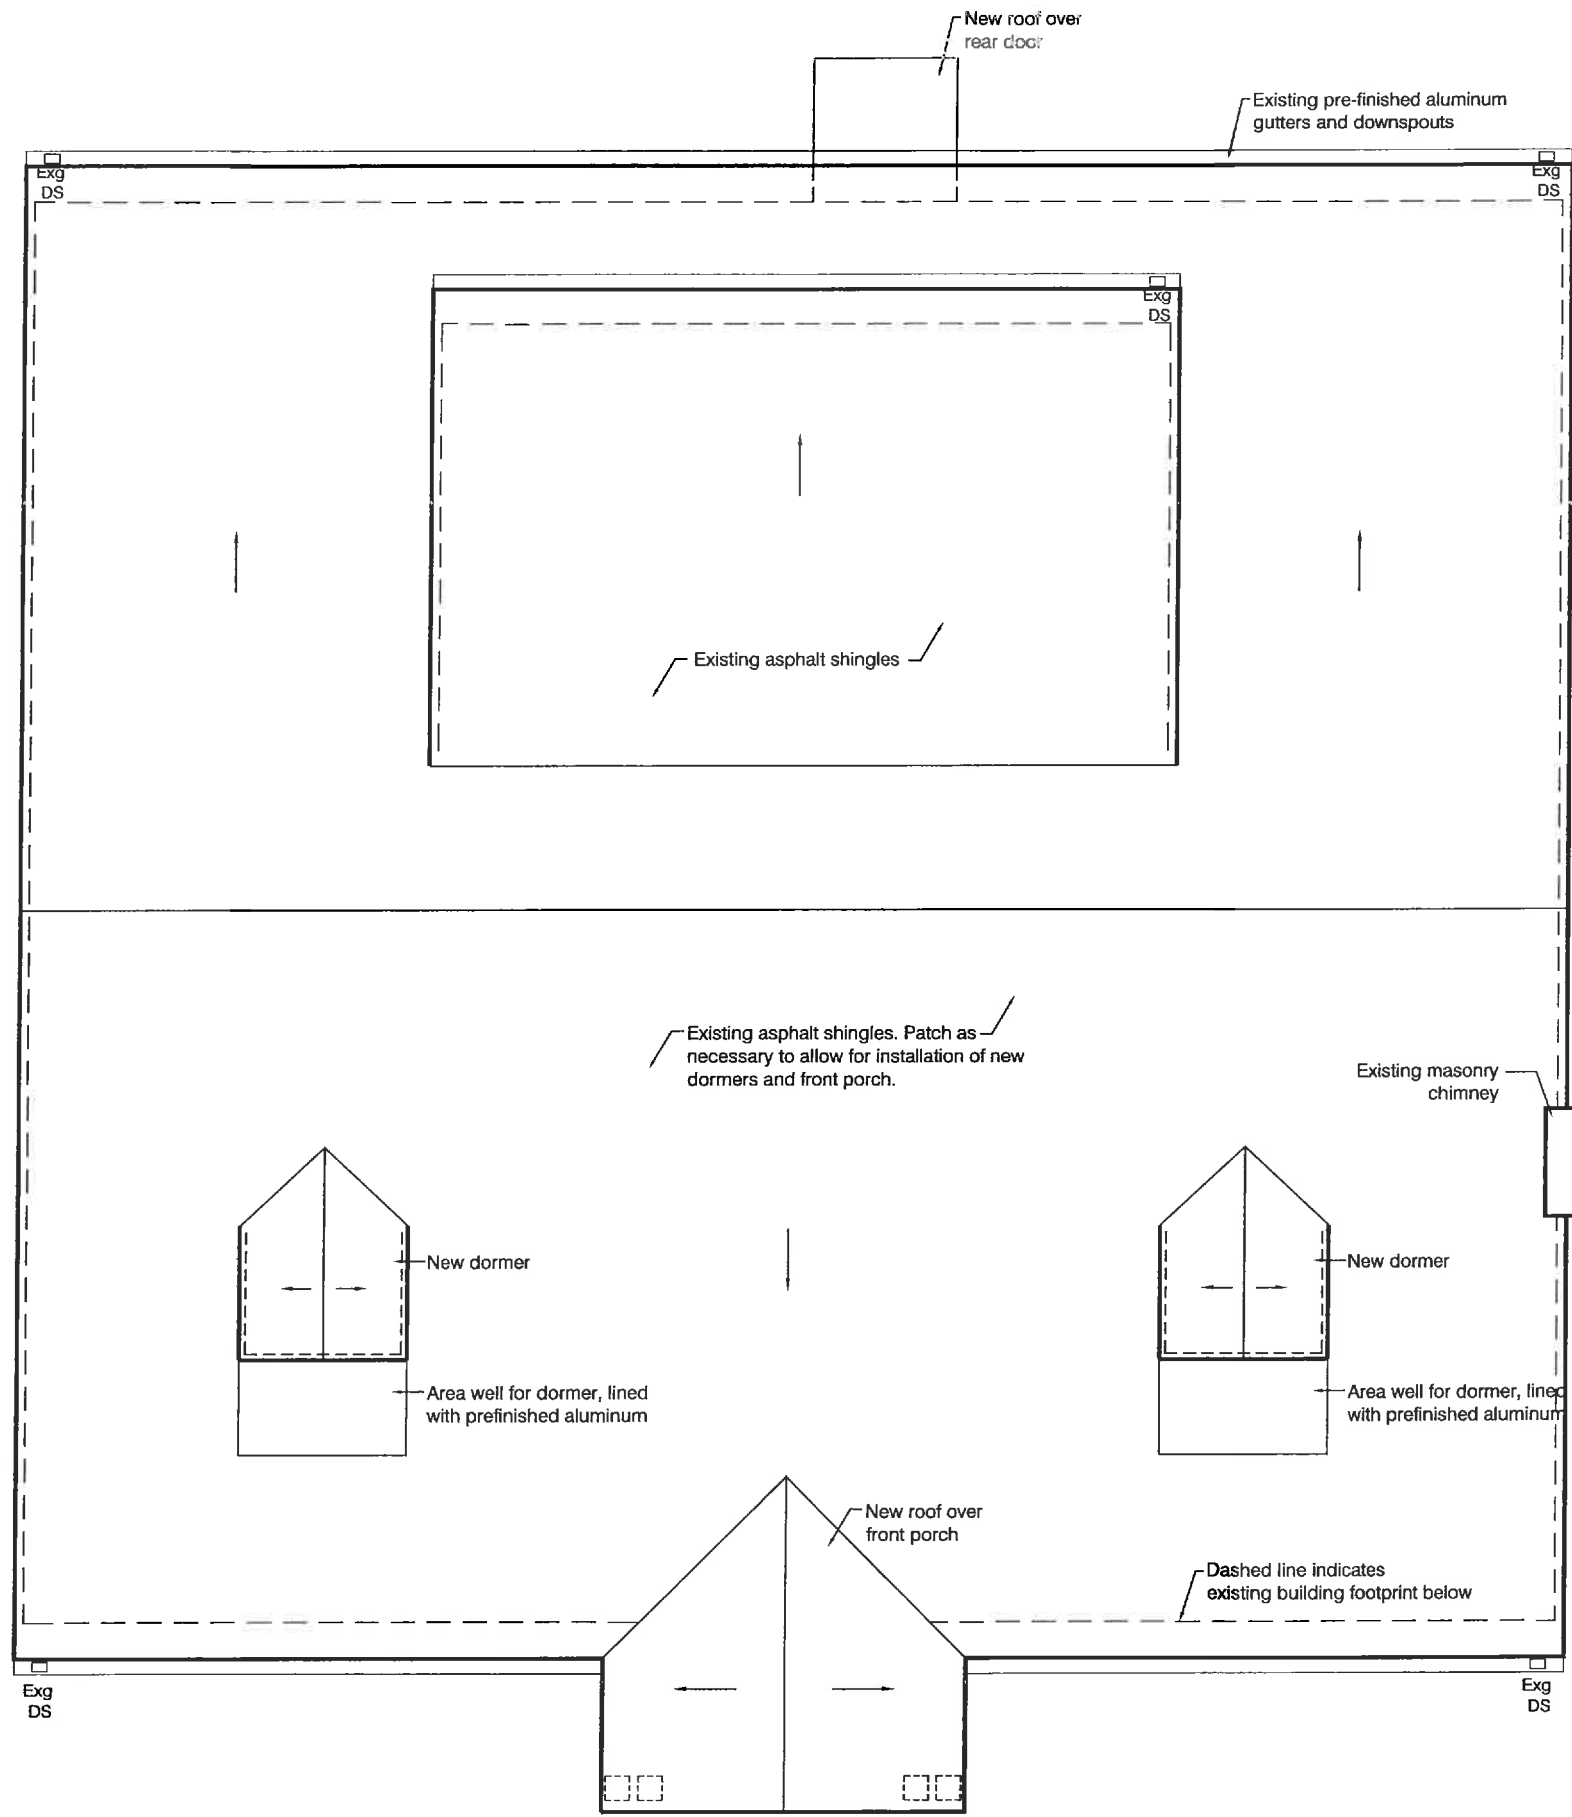 New roof over
rear door
Existing pre-finished aluminum
gutters and downspouts
Exg
DS
Exg
DS
Exg
DS
Existing asphalt shingles
Existing asphalt shingles. Patch as
necessary to allow for installation of new
dormers and front porch.
Existing masonry
chimney
New dormer
New dormer
Area well for dormer, lined
with prefinished aluminum
Area well for dormer, lined
with prefinished aluminum
New roof over
front porch
Dashed line indicates
existing building footprint below
Exg
DS
Exg
DS